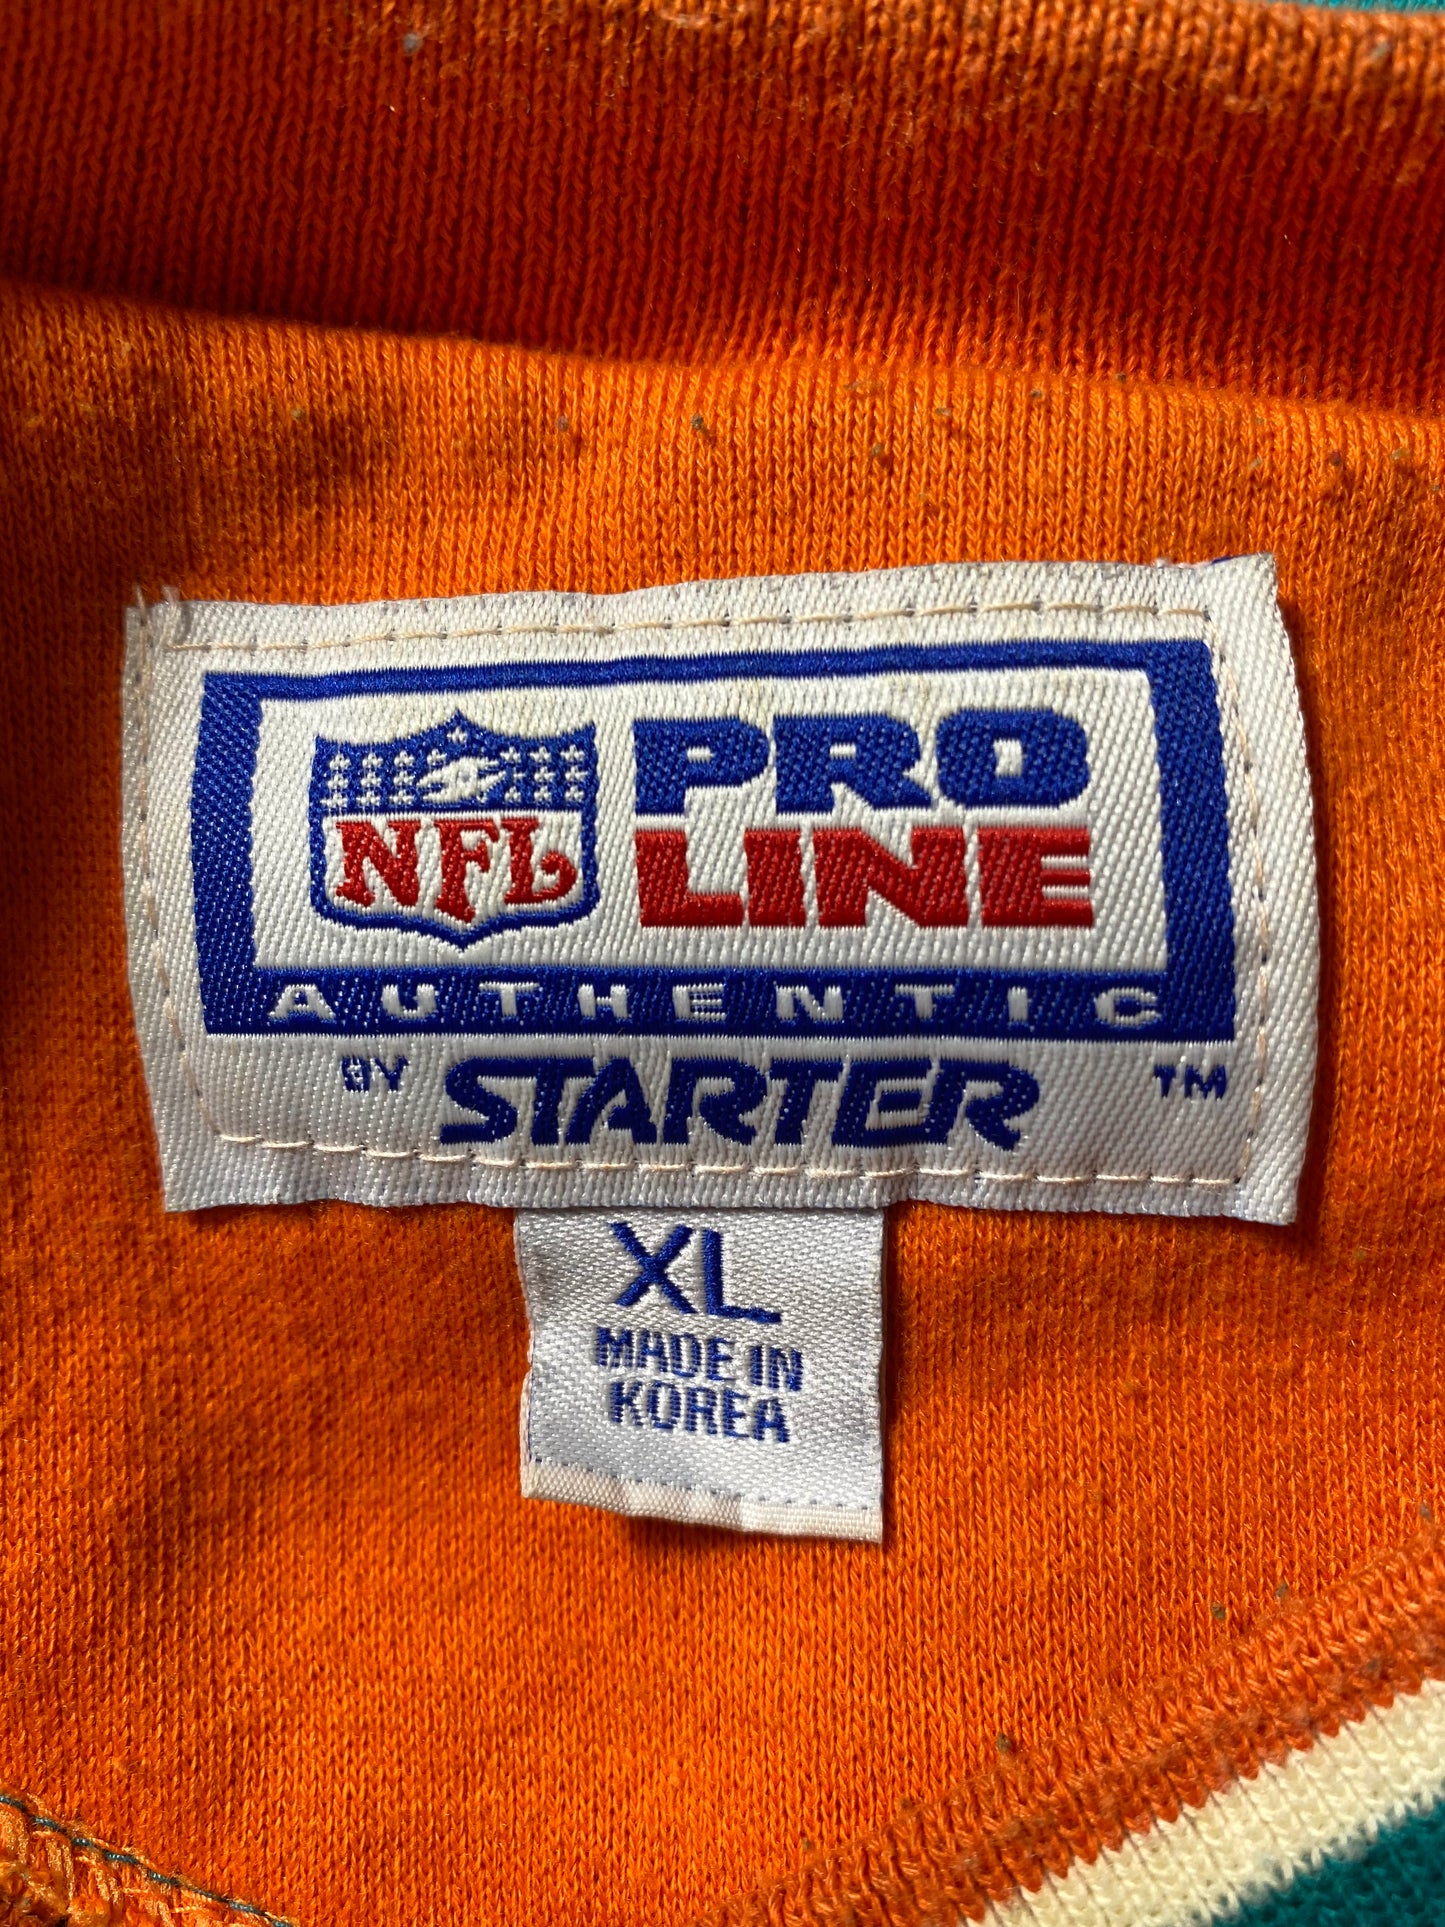 NFL
PRO
LINE
AUTHENTIC
BY STARTER TM
XL
MADE IN
KOREA